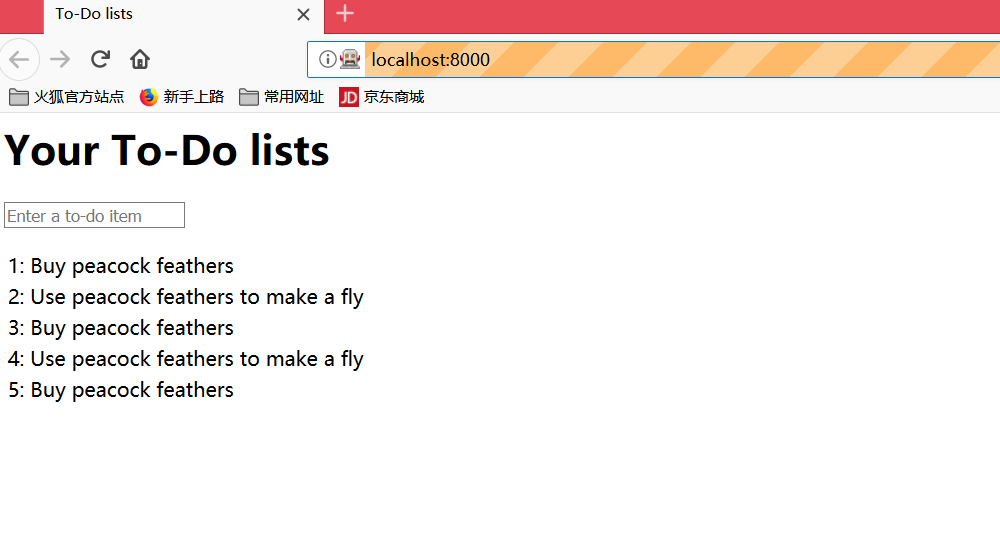 To-Do lists
localhost:8000
火狐官方站点 新手上路 常用网址 JD 京东商城
Your To-Do lists
Enter a to-do item
1: Buy peacock feathers
2: Use peacock feathers to make a fly
3: Buy peacock feathers
4: Use peacock feathers to make a fly
5: Buy peacock feathers